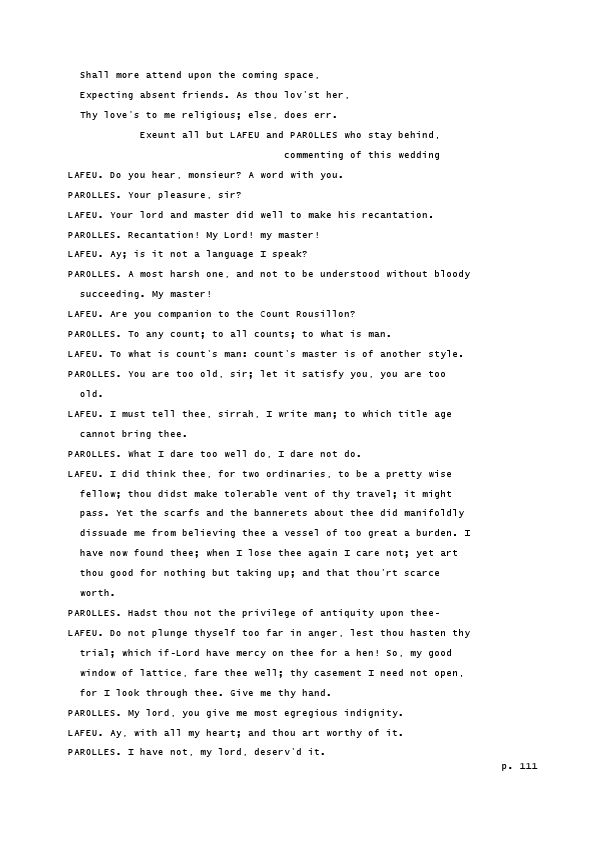 Shall more attend upon the coming space,
Expecting absent friends. As thou lov'st her,
Thy love's to me religious; else, does err.
Exeunt all but LAFEU and PAROLLES who stay behind,
commenting of this wedding
LAFEU. Do you hear, monsieur? A word with you.
PAROLLES. Your pleasure, sir?
LAFEU. Your lord and master did well to make his recantation.
PAROLLES. Recantation! My Lord! my master!
LAFEU. Ay; is it not a language I speak?
PAROLLES. A most harsh one, and not to be understood without bloody
succeeding. My master!
LAFEU. Are you companion to the Count Rousillon?
PAROLLES. To any count; to all counts; to what is man.
LAFEU. To what is count's man: count's master is of another style.
PAROLLES. You are too old, sir; let it satisfy you, you are too
old.
LAFEU. I must tell thee, sirrah, I write man; to which title age
cannot bring thee.
PAROLLES. What I dare too well do, I dare not do.
LAFEU. I did think thee, for two ordinaries, to be a pretty wise
fellow; thou didst make tolerable vent of thy travel; it might
pass. Yet the scarfs and the bannerets about thee did manifoldly
dissuade me from believing thee a vessel of too great a burden. I
have now found thee; when I lose thee again I care not; yet art
thou good for nothing but taking up; and that thou'rt scarce
worth.
PAROLLES. Hadst thou not the privilege of antiquity upon thee-
LAFEU. Do not plunge thyself too far in anger, lest thou hasten thy
trial; which if-Lord have mercy on thee for a hen! So, my good
window of lattice, fare thee well; thy casement I need not open,
for I look through thee. Give me thy hand.
PAROLLES. My lord, you give me most egregious indignity.
LAFEU. Ay, with all my heart; and thou art worthy of it.
PAROLLES. I have not, my lord, deserv'd it.
p. 111